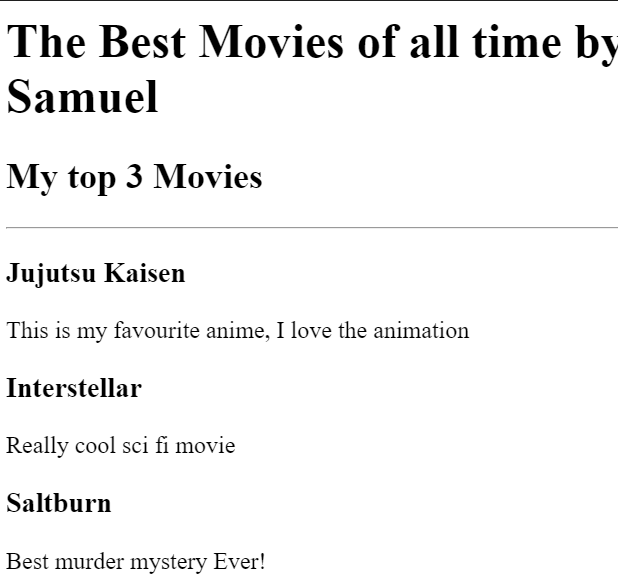 The Best Movies of all time by
Samuel
My top 3 Movies
Jujutsu Kaisen
This is my favourite anime, I love the animation
Interstellar
Really cool sci fi movie
Saltburn
Best murder mystery Ever!